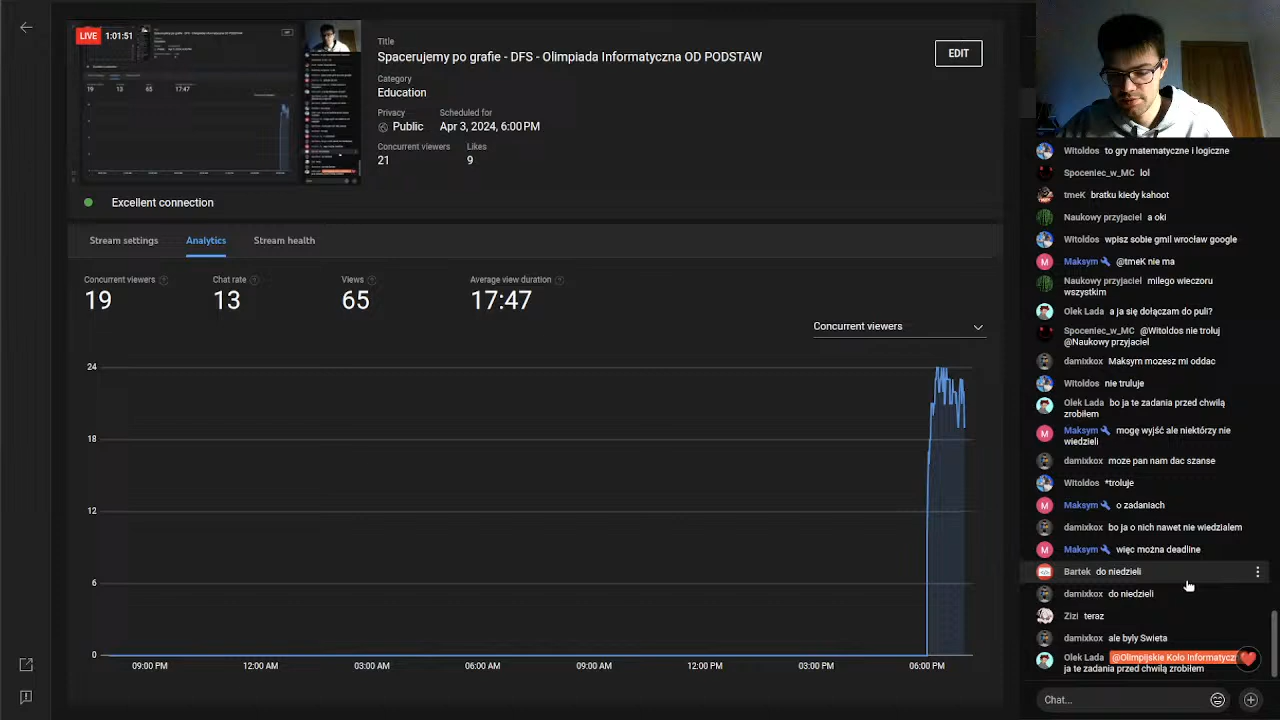 LIVE 1:01:51
Title
Spacerujemy po grafie - DFS - Olimpiada Informatyczna OD PODST
Category
Education
Privacy
Public
Scheduled for
Apr 3, 2024 6:00 PM
Concurrent viewers
21
Likes
9
EDIT
Excellent connection
Stream settings
Analytics
Stream health
Concurrent viewers
19
Chat rate
13
Views
65
Average view duration
17:47
Concurrent viewers
24
18
12
6
0
09:00 PM
12:00 AM
03:00 AM
06:00 AM
09:00 AM
12:00 PM
03:00 PM
06:00 PM
Witoldos to gry matematyczne i logiczne
Spoceniec_w_MC lol
tmeK bratku kiedy kahoot
Naukowy przyjaciel a oki
Witoldos wpisz sobie gmil wrocław google
Maksym @tmeK nie ma
Naukowy przyjaciel milego wieczoru
wszystkim
Olek Lada a ja się dołączam do puli?
Spoceniec_w_MC @Witoldos nie troluj
@Naukowy przyjaciel
damixkox Maksym mozesz mi oddac
Witoldos nie truluje
Olek Lada bo ja te zadania przed chwilą
zrobiłem
Maksym mogę wyjść ale niektórzy nie
wiedzieli
damixkox moze pan nam dac szanse
Witoldos *troluje
Maksym o zadaniach
damixkox bo ja o nich nawet nie wiedzialem
Maksym więc można deadline
Bartek do niedzieli
damixkox do niedzieli
Zizi teraz
damixkox ale byly Swieta
Olek Lada @Olimpijskie Koło Informatycz
ja te zadania przed chwilą zrobiłem
Chat...